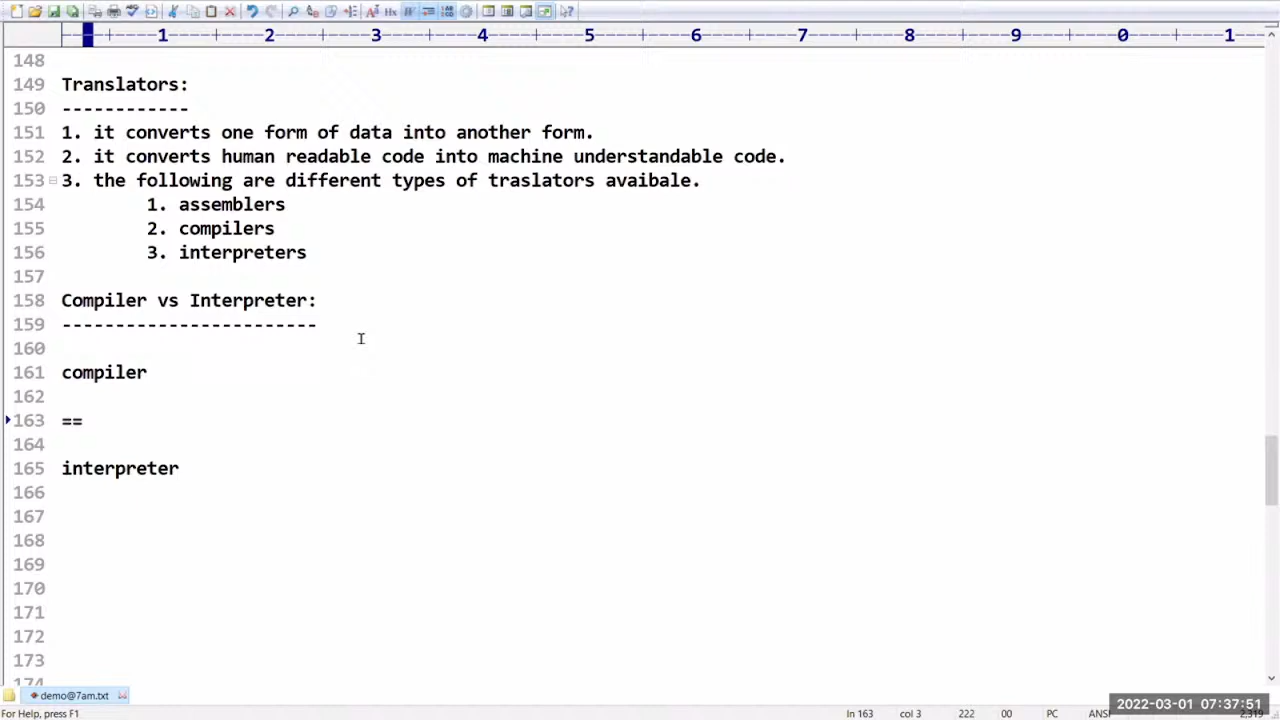 ----|----1----|----2----|----3----|----4----|----5----|----6----|----7----|----8----|----9----|----0----|----1--
148
149 Translators:
150 ------------
151 1. it converts one form of data into another form.
152 2. it converts human readable code into machine understandable code.
153 3. the following are different types of traslators avaibale.
154 1. assemblers
155 2. compilers
156 3. interpreters
157
158 Compiler vs Interpreter:
159 ------------------------
160
161 compiler
162
163 ==
164
165 interpreter
166
167
168
169
170
171
172
173
174
demo@7am.txt
2022-03-01 07:37:51
For Help, press F1 ln 163 col 3 222 00 PC ANSI